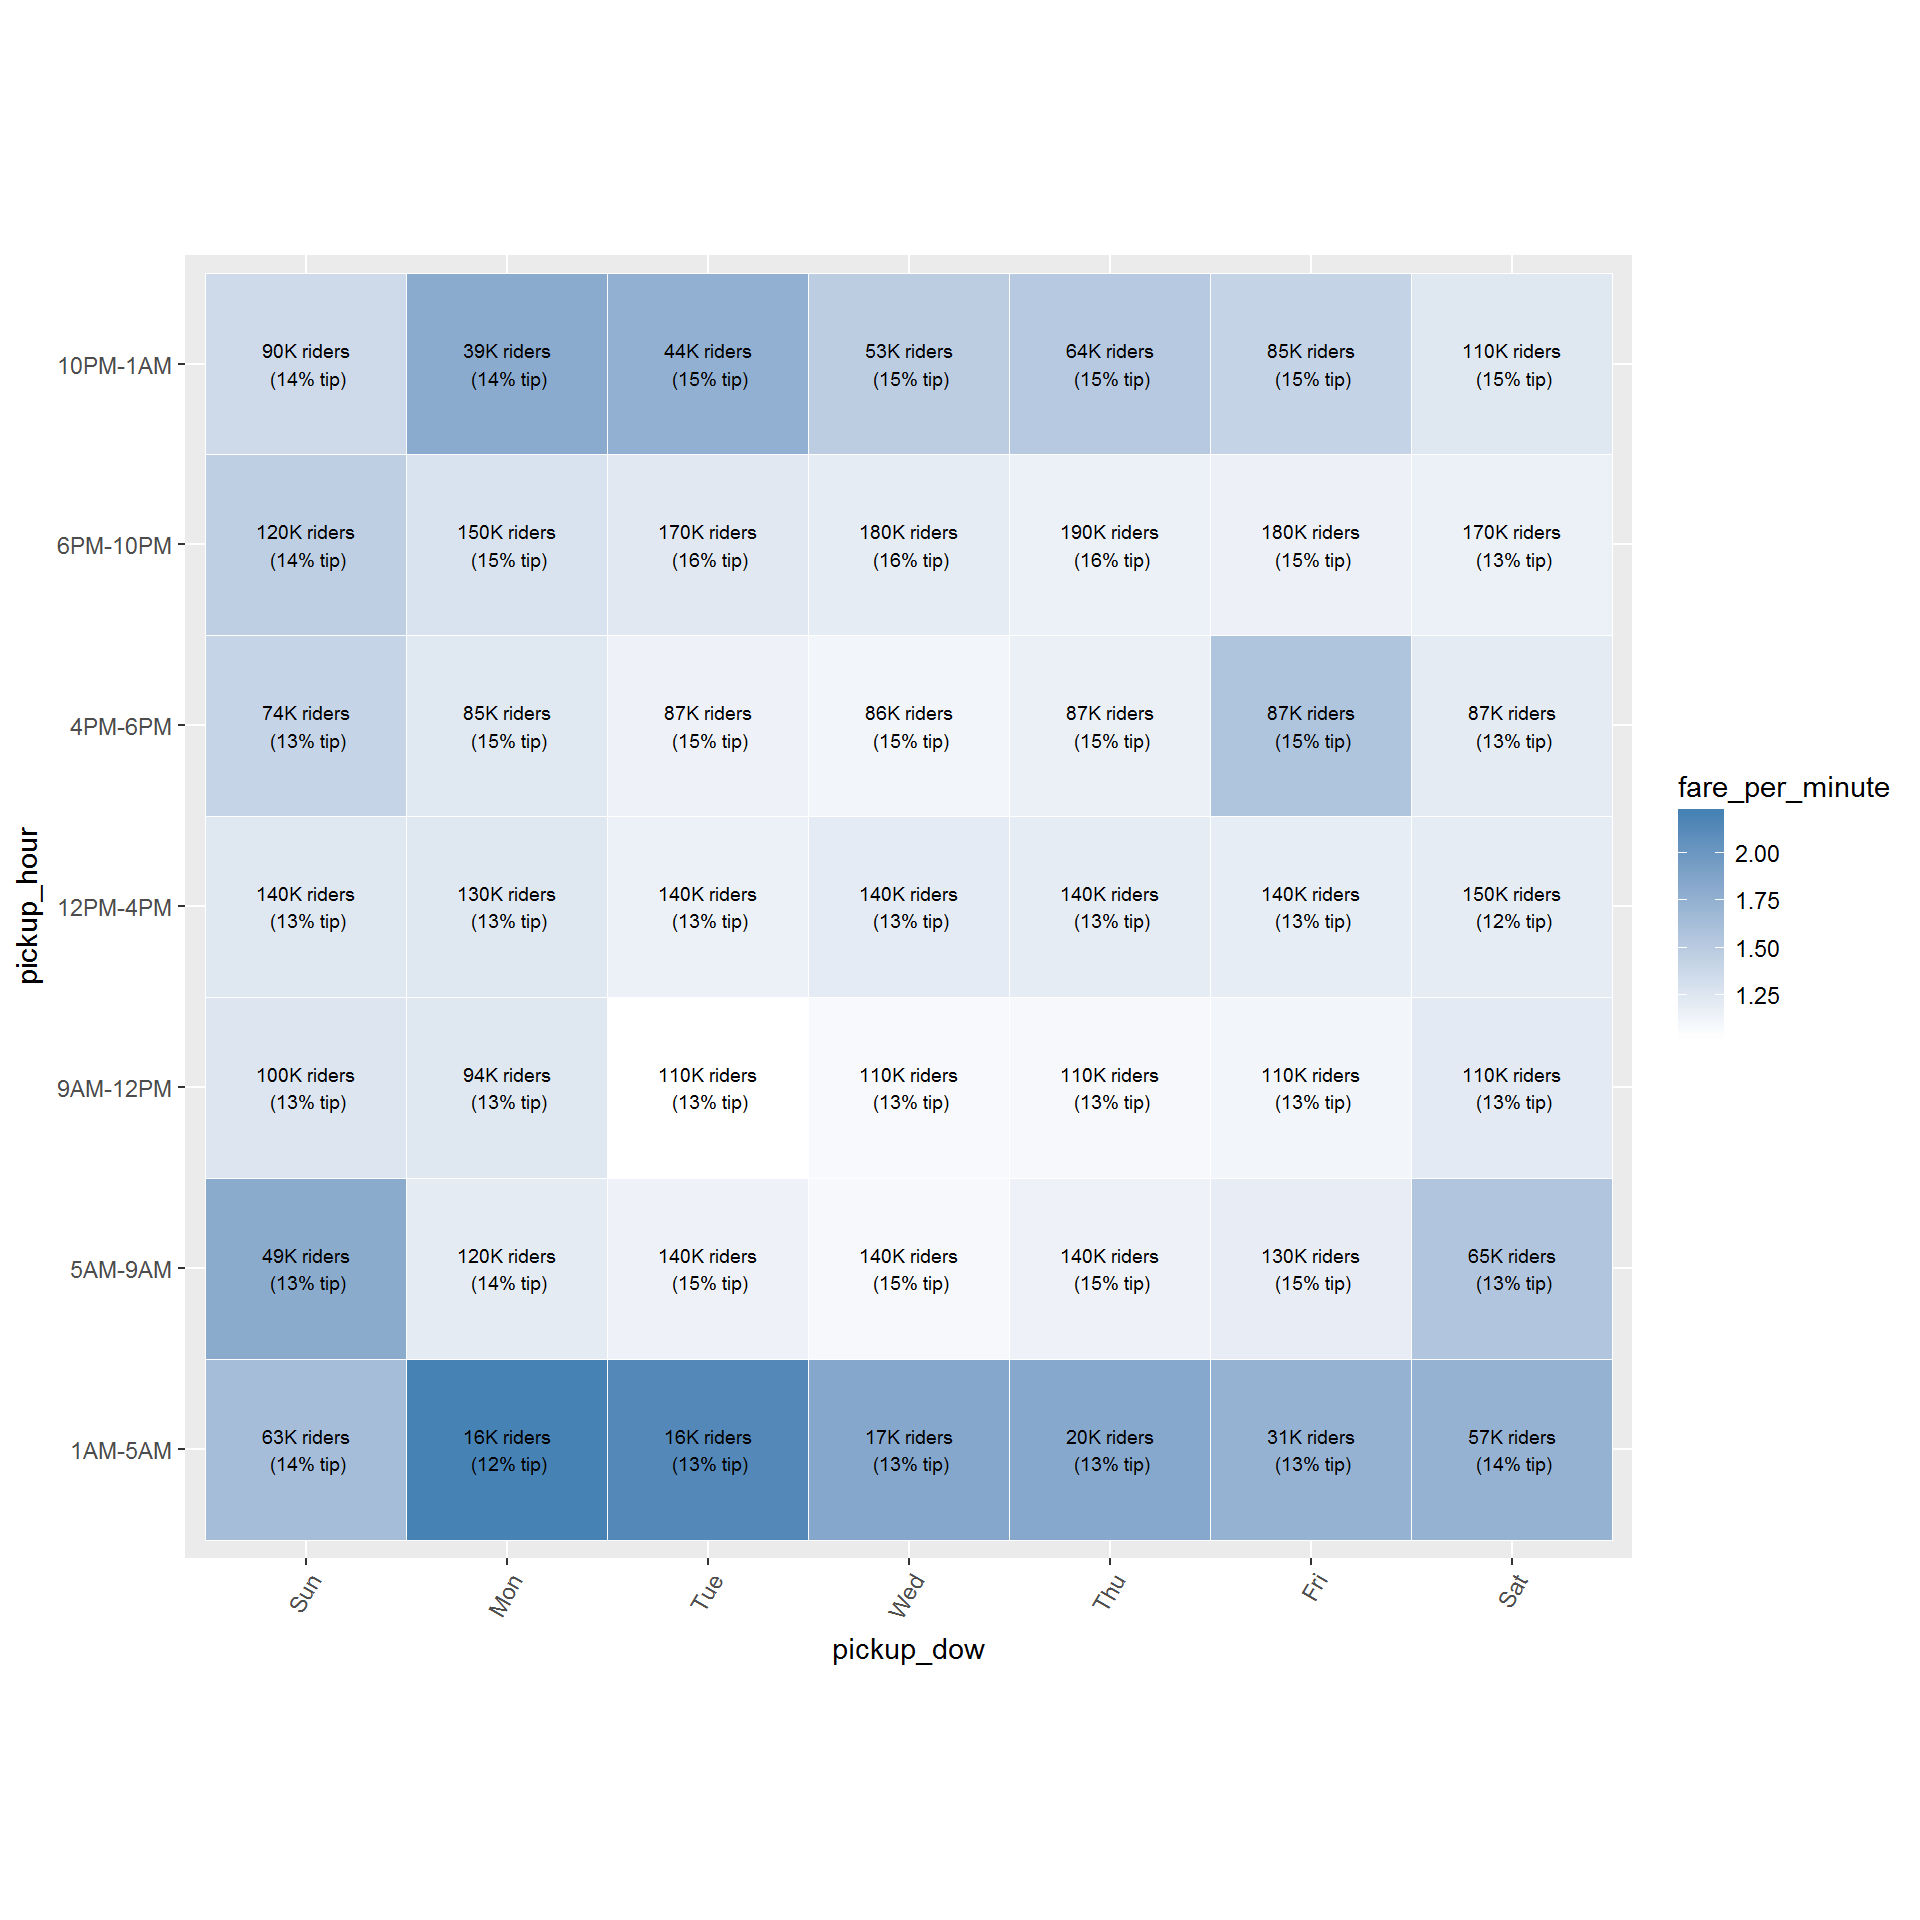 10PM-1AM
90K riders
(14% tip)
39K riders
(14% tip)
44K riders
(15% tip)
53K riders
(15% tip)
64K riders
(15% tip)
85K riders
(15% tip)
110K riders
(15% tip)
6PM-10PM
120K riders
(14% tip)
150K riders
(15% tip)
170K riders
(16% tip)
180K riders
(16% tip)
190K riders
(16% tip)
180K riders
(15% tip)
170K riders
(13% tip)
4PM-6PM
74K riders
(13% tip)
85K riders
(15% tip)
87K riders
(15% tip)
86K riders
(15% tip)
87K riders
(15% tip)
87K riders
(15% tip)
87K riders
(13% tip)
12PM-4PM
140K riders
(13% tip)
130K riders
(13% tip)
140K riders
(13% tip)
140K riders
(13% tip)
140K riders
(13% tip)
140K riders
(13% tip)
150K riders
(12% tip)
9AM-12PM
100K riders
(13% tip)
94K riders
(13% tip)
110K riders
(13% tip)
110K riders
(13% tip)
110K riders
(13% tip)
110K riders
(13% tip)
110K riders
(13% tip)
5AM-9AM
49K riders
(13% tip)
120K riders
(14% tip)
140K riders
(15% tip)
140K riders
(15% tip)
140K riders
(15% tip)
130K riders
(15% tip)
65K riders
(13% tip)
1AM-5AM
63K riders
(14% tip)
16K riders
(12% tip)
16K riders
(13% tip)
17K riders
(13% tip)
20K riders
(13% tip)
31K riders
(13% tip)
57K riders
(14% tip)
Sun
Mon
Tue
Wed
Thu
Fri
Sat
pickup_dow
pickup_hour
fare_per_minute
2.00
1.75
1.50
1.25